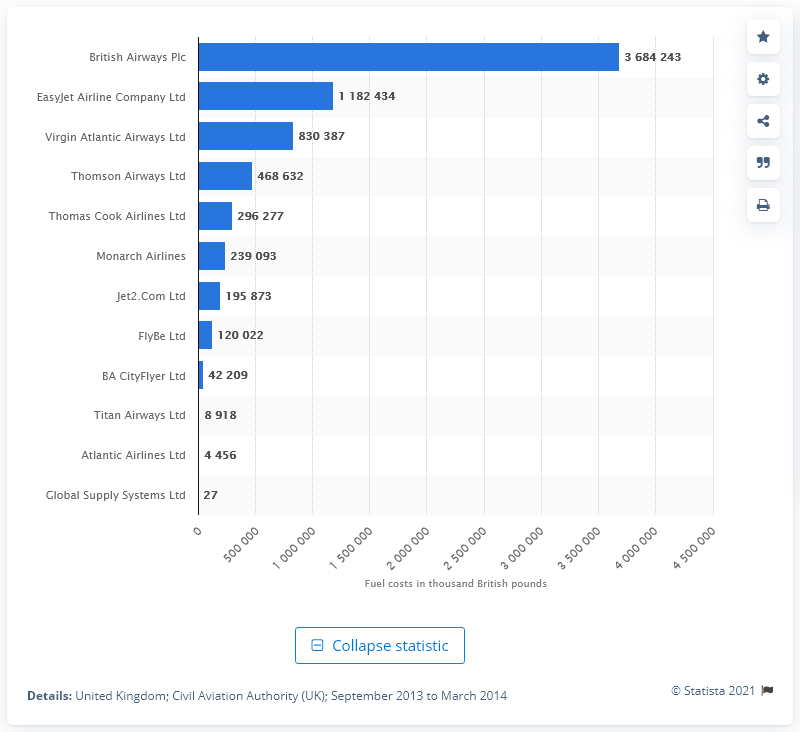 British Airways Plc 3 684 243
EasyJet Airline Company Ltd 1 182 434
Virgin Atlantic Airways Ltd 830 387
Thomson Airways Ltd 468 632
Thomas Cook Airlines Ltd 296 277
Monarch Airlines 239 093
Jet2.Com Ltd 195 873
FlyBe Ltd 120 022
BA CityFlyer Ltd 42 209
Titan Airways Ltd 8 918
Atlantic Airlines Ltd 4 456
Global Supply Systems Ltd 27
0 500 000 1 000 000 1 500 000 2 000 000 2 500 000 3 000 000 3 500 000 4 000 000 4 500 000
Fuel costs in thousand British pounds
Collapse statistic
© Statista 2021
Details: United Kingdom; Civil Aviation Authority (UK); September 2013 to March 2014